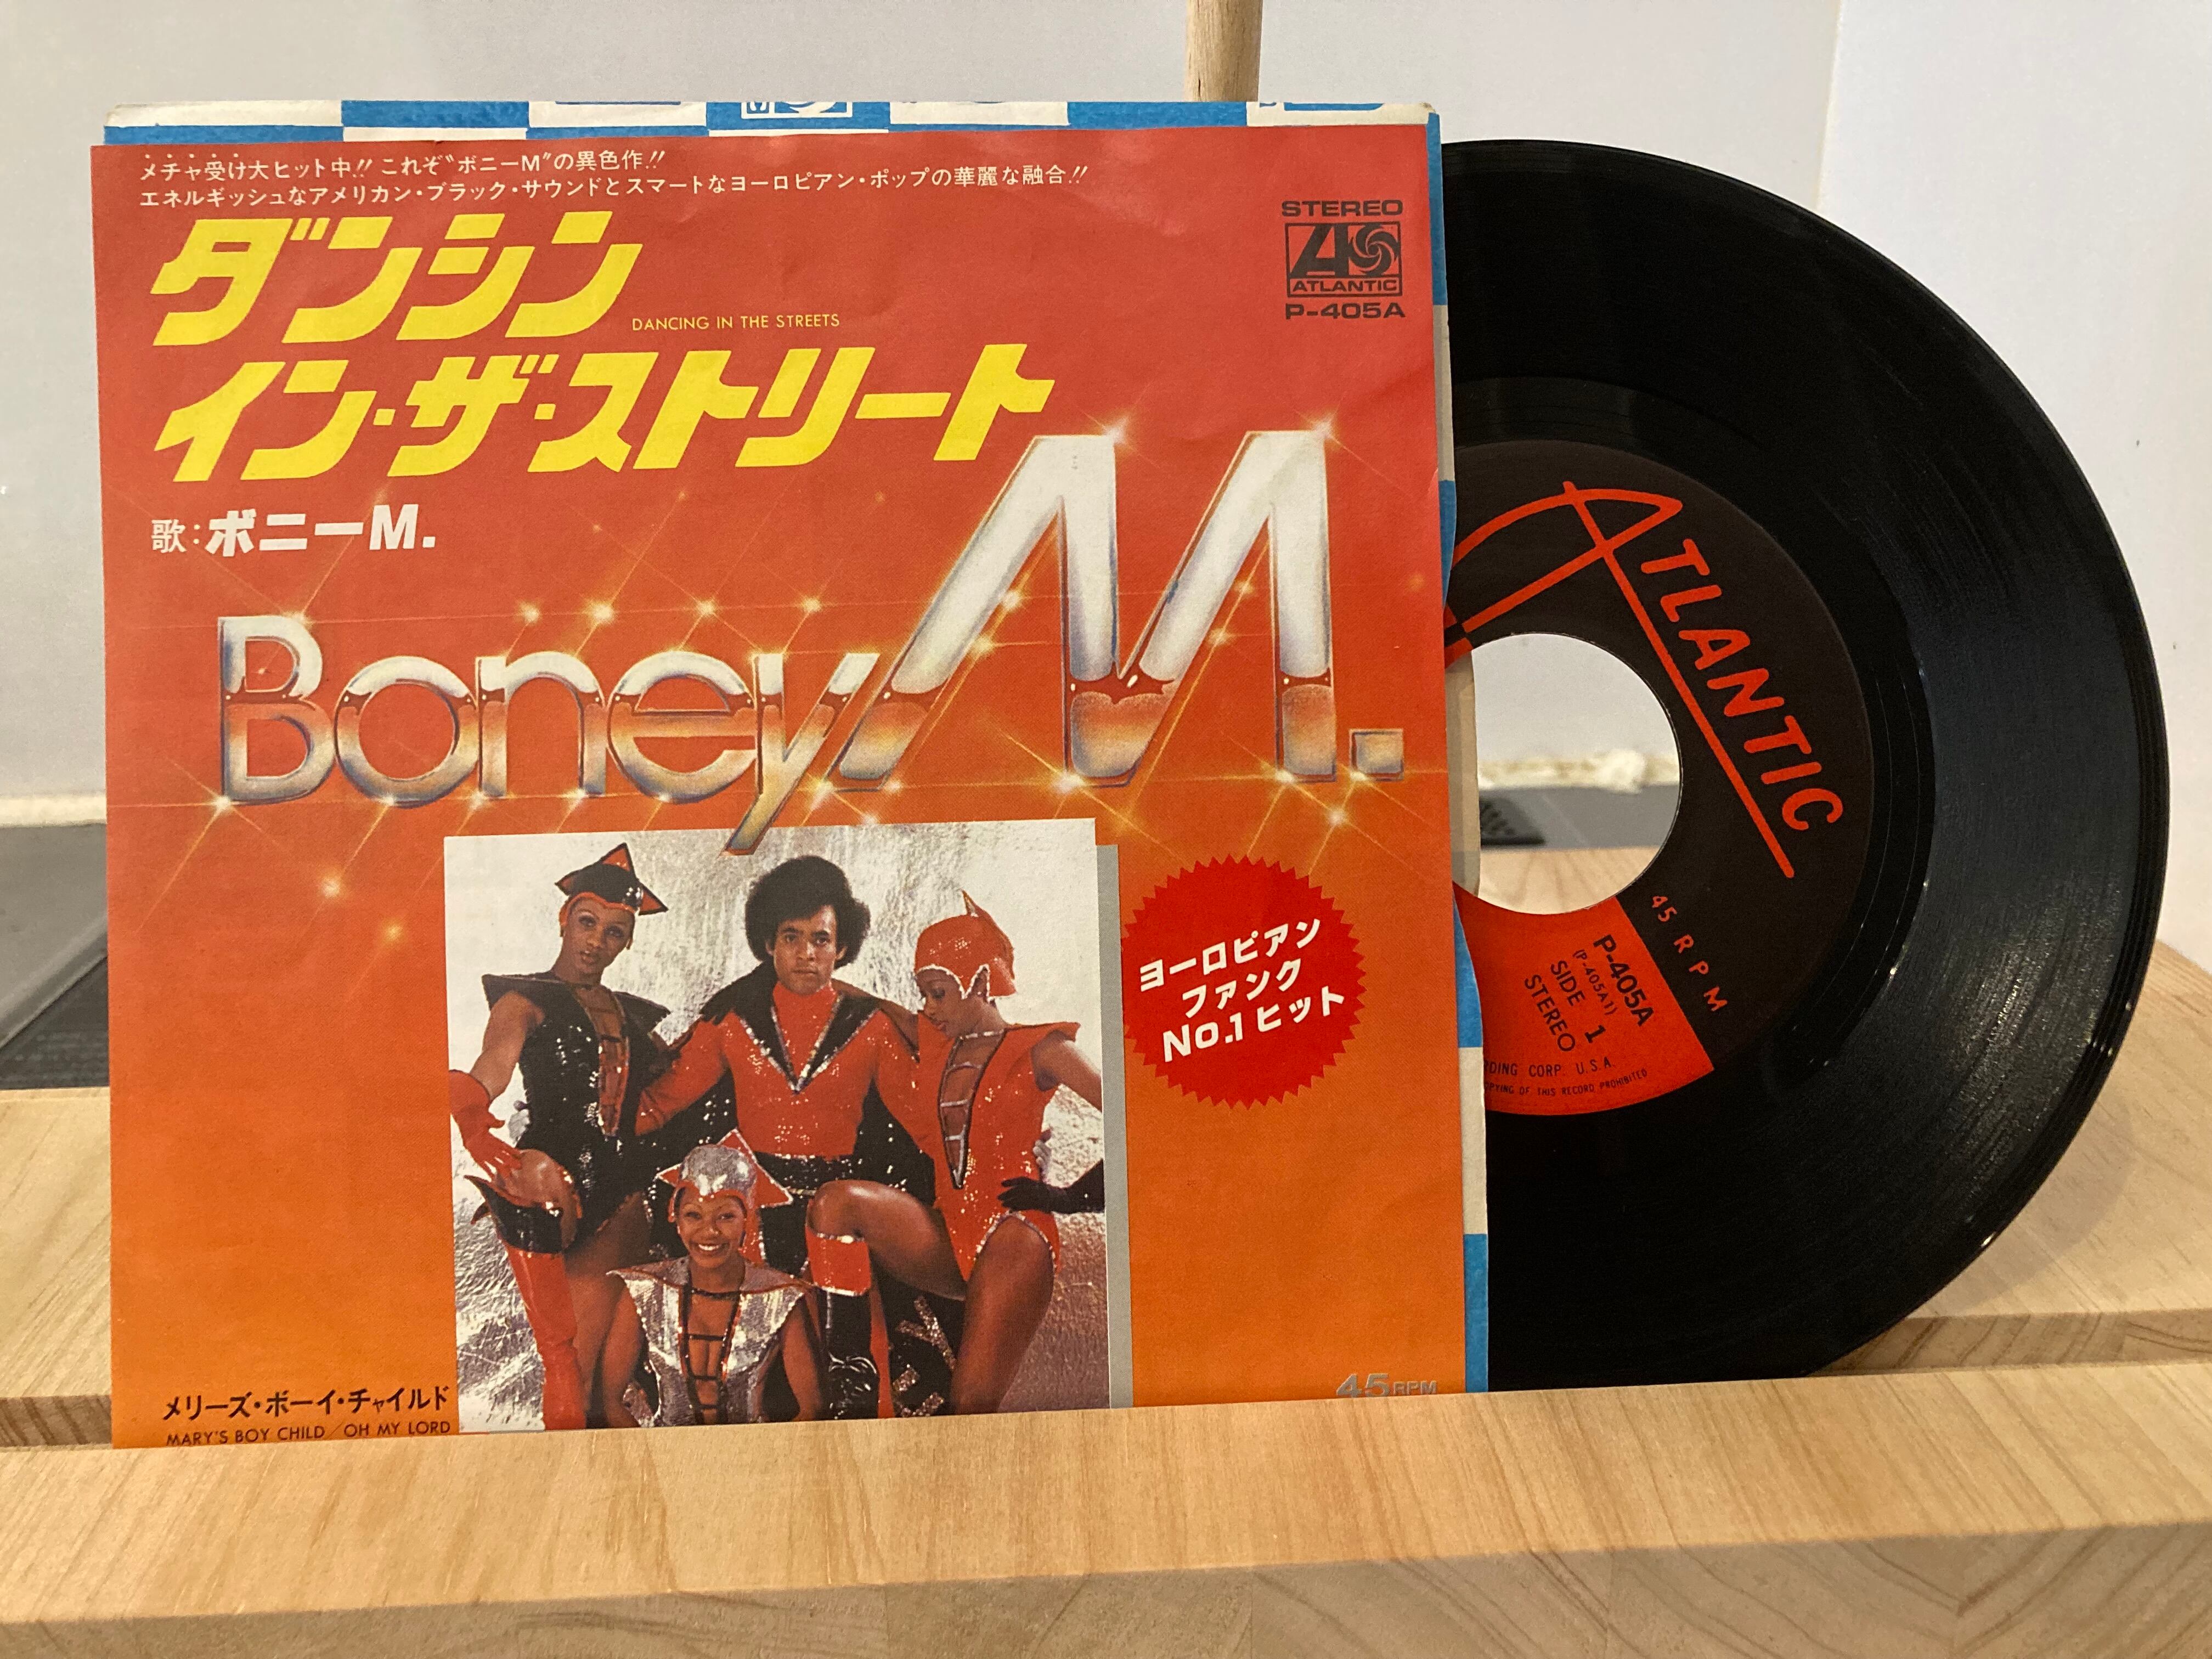 メチャ受け大ヒット中!! これぞ“ボニーM”の異色作!!
エネルギッシュなアメリカン・ブラック・サウンドとスマートなヨーロピアン・ポップの華麗な融合!!
ダンシン
DANCING IN THE STREETS
イン・ザ・ストリート
歌:ボニーM.
STEREO
ATLANTIC
P-405A
Boney M.
ヨーロピアン
ファンク
No.1ヒット
メリーズ・ボーイ・チャイルド
MARY'S BOY CHILD/OH MY LORD
45RPM
ATLANTIC
45 RPM
P-405A
(P-405A1)
SIDE 1
STEREO
CORP. U.S.A.
OF THIS RECORD PROHIBITED